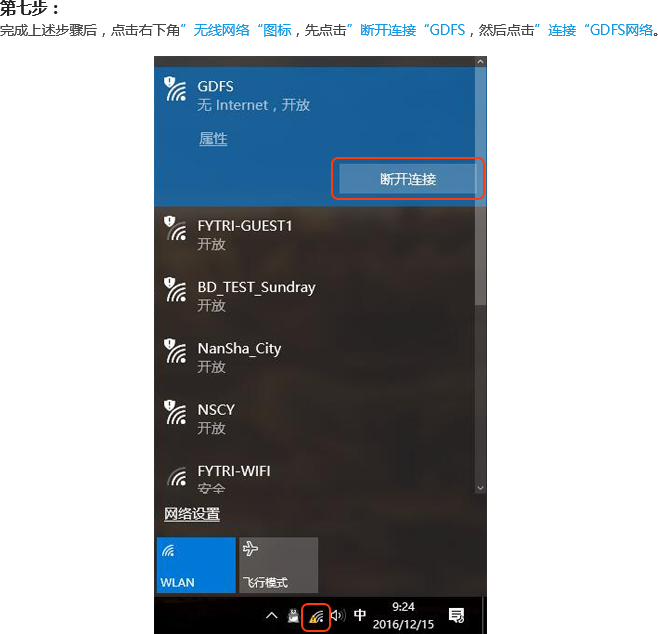 第七步：
完成上述步骤后，点击右下角”无线网络“图标，先点击”断开连接“GDFS，然后点击”连接“GDFS网络。
GDFS
无 Internet，开放
属性
断开连接
FYTRI-GUEST1
开放
BD_TEST_Sundray
开放
NanSha_City
开放
NSCY
开放
FYTRI-WIFI
安全
网络设置
WLAN
飞行模式
中
9:24
2016/12/15